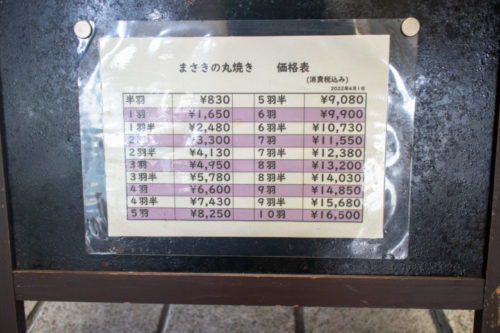 まさきの丸焼き 価格表
(消費税込み)
2022年6月1日
半羽 ¥830 5羽半 ¥9,080
1羽 ¥1,650 6羽 ¥9,900
1羽半 ¥2,480 6羽半 ¥10,730
2羽 ¥3,300 7羽 ¥11,550
2羽半 ¥4,130 7羽半 ¥12,380
3羽 ¥4,950 8羽 ¥13,200
3羽半 ¥5,780 8羽半 ¥14,030
4羽 ¥6,600 9羽 ¥14,850
4羽半 ¥7,430 9羽半 ¥15,680
5羽 ¥8,250 10羽 ¥16,500